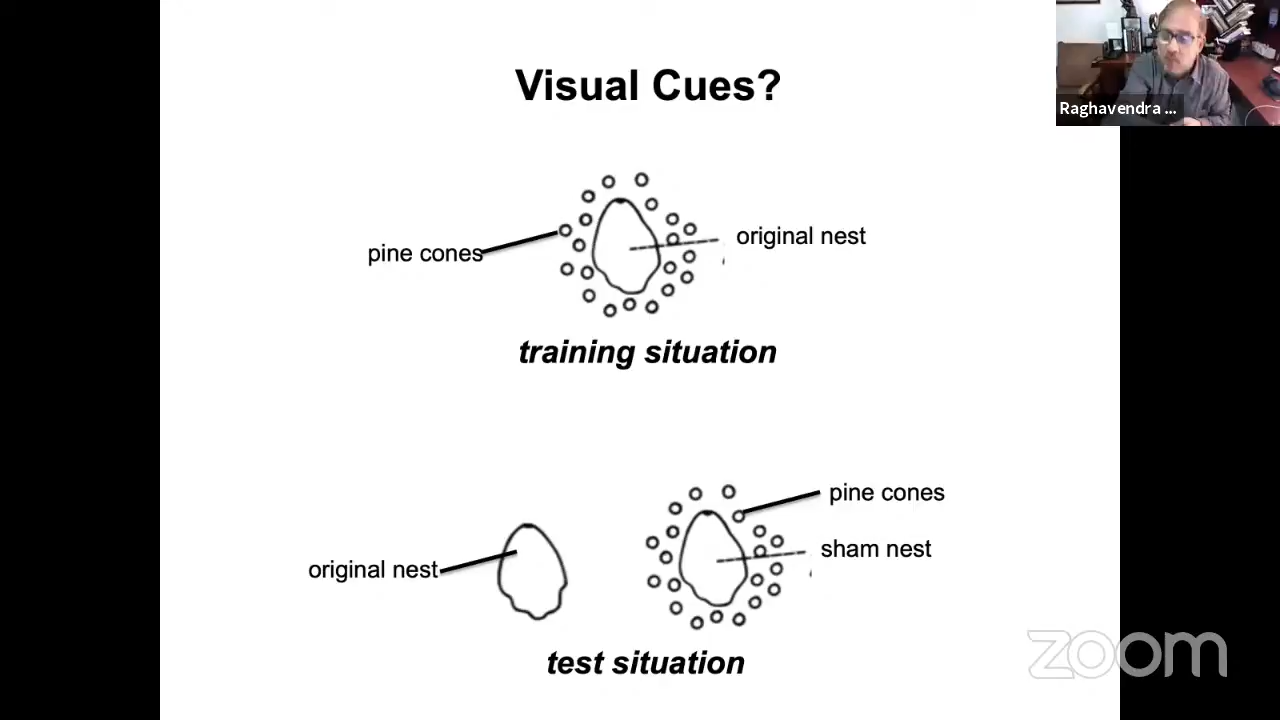 Visual Cues?
Raghavendra ...
pine cones
original nest
training situation
pine cones
sham nest
original nest
test situation
zoom